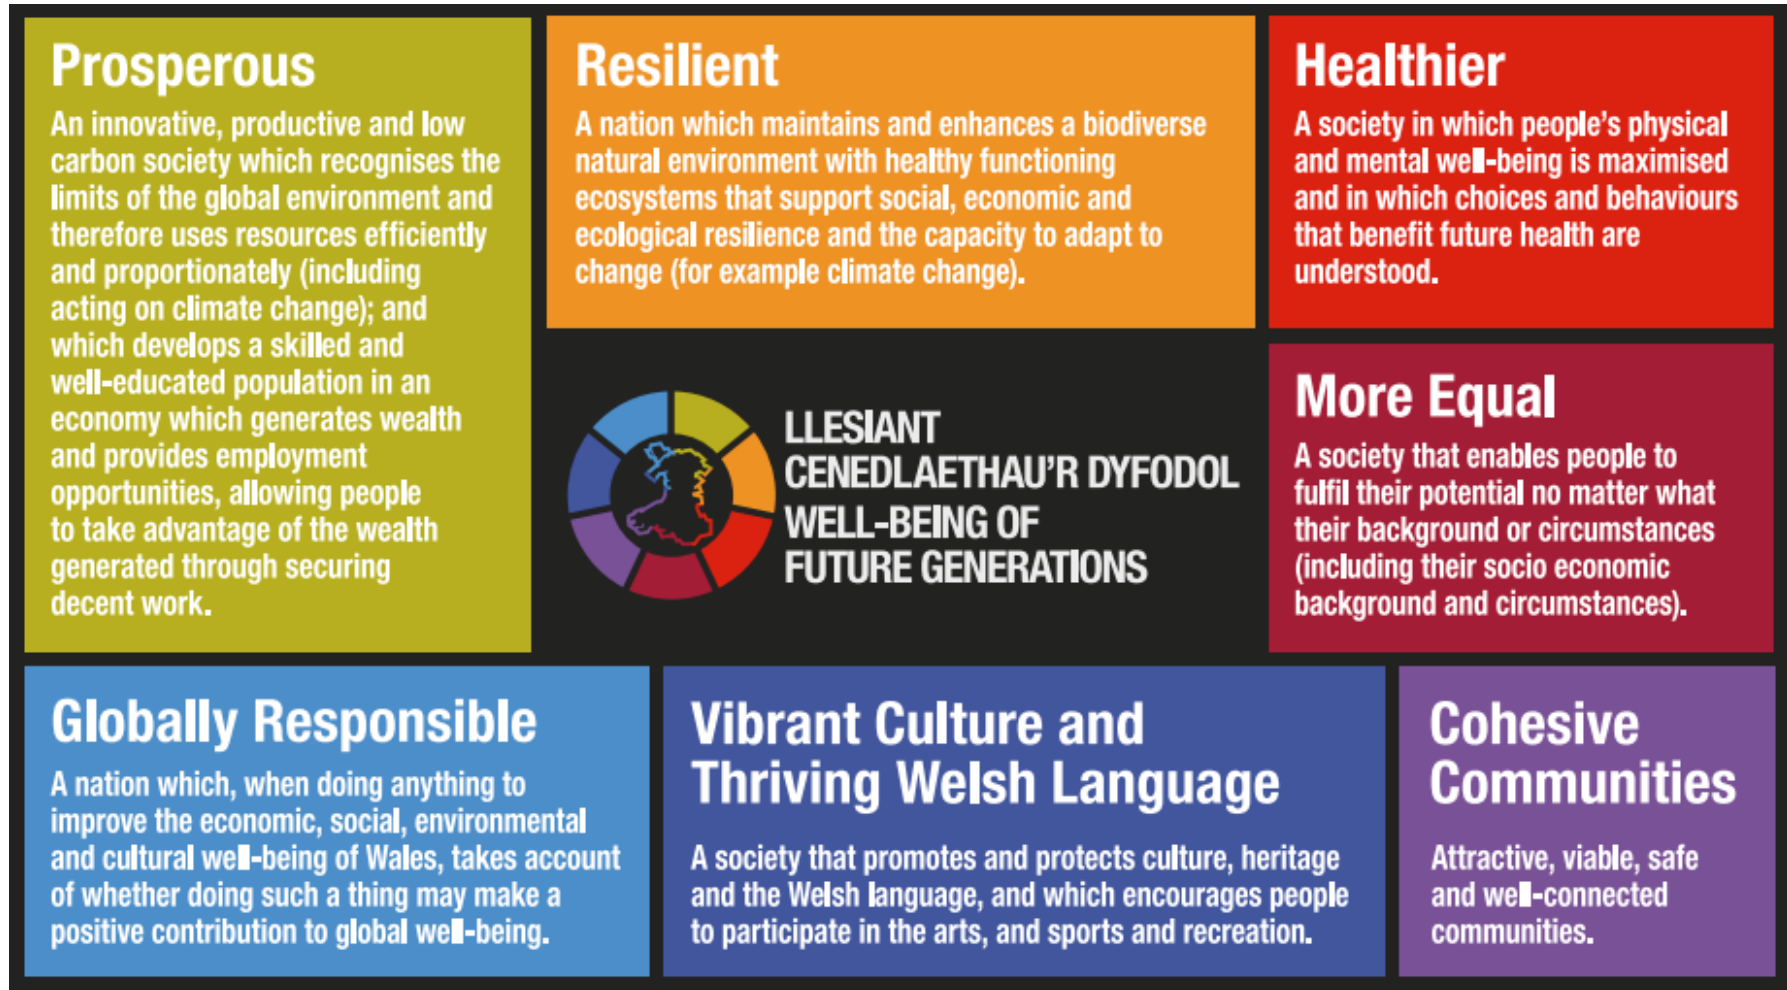 Prosperous
An innovative, productive and low
carbon society which recognises the
limits of the global environment and
therefore uses resources efficiently
and proportionately (including
acting on climate change); and
which develops a skilled and
well-educated population in an
economy which generates wealth
and provides employment
opportunities, allowing people
to take advantage of the wealth
generated through securing
decent work.
Resilient
A nation which maintains and enhances a biodiverse
natural environment with healthy functioning
ecosystems that support social, economic and
ecological resilience and the capacity to adapt to
change (for example climate change).
Healthier
A society in which people's physical
and mental well-being is maximised
and in which choices and behaviours
that benefit future health are
understood.
LLESIANT
CENEDLAETHAU'R DYFODOL
WELL-BEING OF
FUTURE GENERATIONS
More Equal
A society that enables people to
fulfil their potential no matter what
their background or circumstances
(including their socio economic
background and circumstances).
Globally Responsible
A nation which, when doing anything to
improve the economic, social, environmental
and cultural well-being of Wales, takes account
of whether doing such a thing may make a
positive contribution to global well-being.
Vibrant Culture and
Thriving Welsh Language
A society that promotes and protects culture, heritage
and the Welsh language, and which encourages people
to participate in the arts, and sports and recreation.
Cohesive
Communities
Attractive, viable, safe
and well-connected
communities.